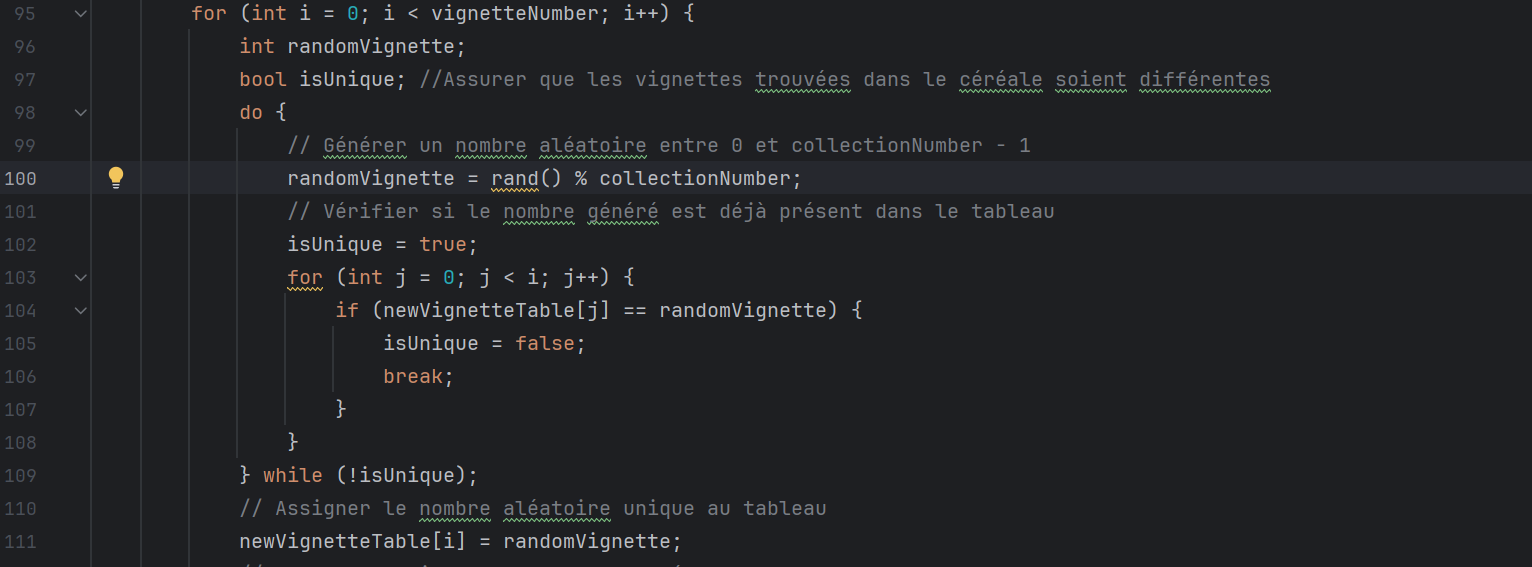 95 for (int i = 0; i < vignetteNumber; i++) {
96 int randomVignette;
97 bool isUnique; //Assurer que les vignettes trouvées dans le céréale soient différentes
98 do {
99 // Générer un nombre aléatoire entre 0 et collectionNumber - 1
100 randomVignette = rand() % collectionNumber;
101 // Vérifier si le nombre généré est déjà présent dans le tableau
102 isUnique = true;
103 for (int j = 0; j < i; j++) {
104 if (newVignetteTable[j] == randomVignette) {
105 isUnique = false;
106 break;
107 }
108 }
109 } while (!isUnique);
110 // Assigner le nombre aléatoire unique au tableau
111 newVignetteTable[i] = randomVignette;